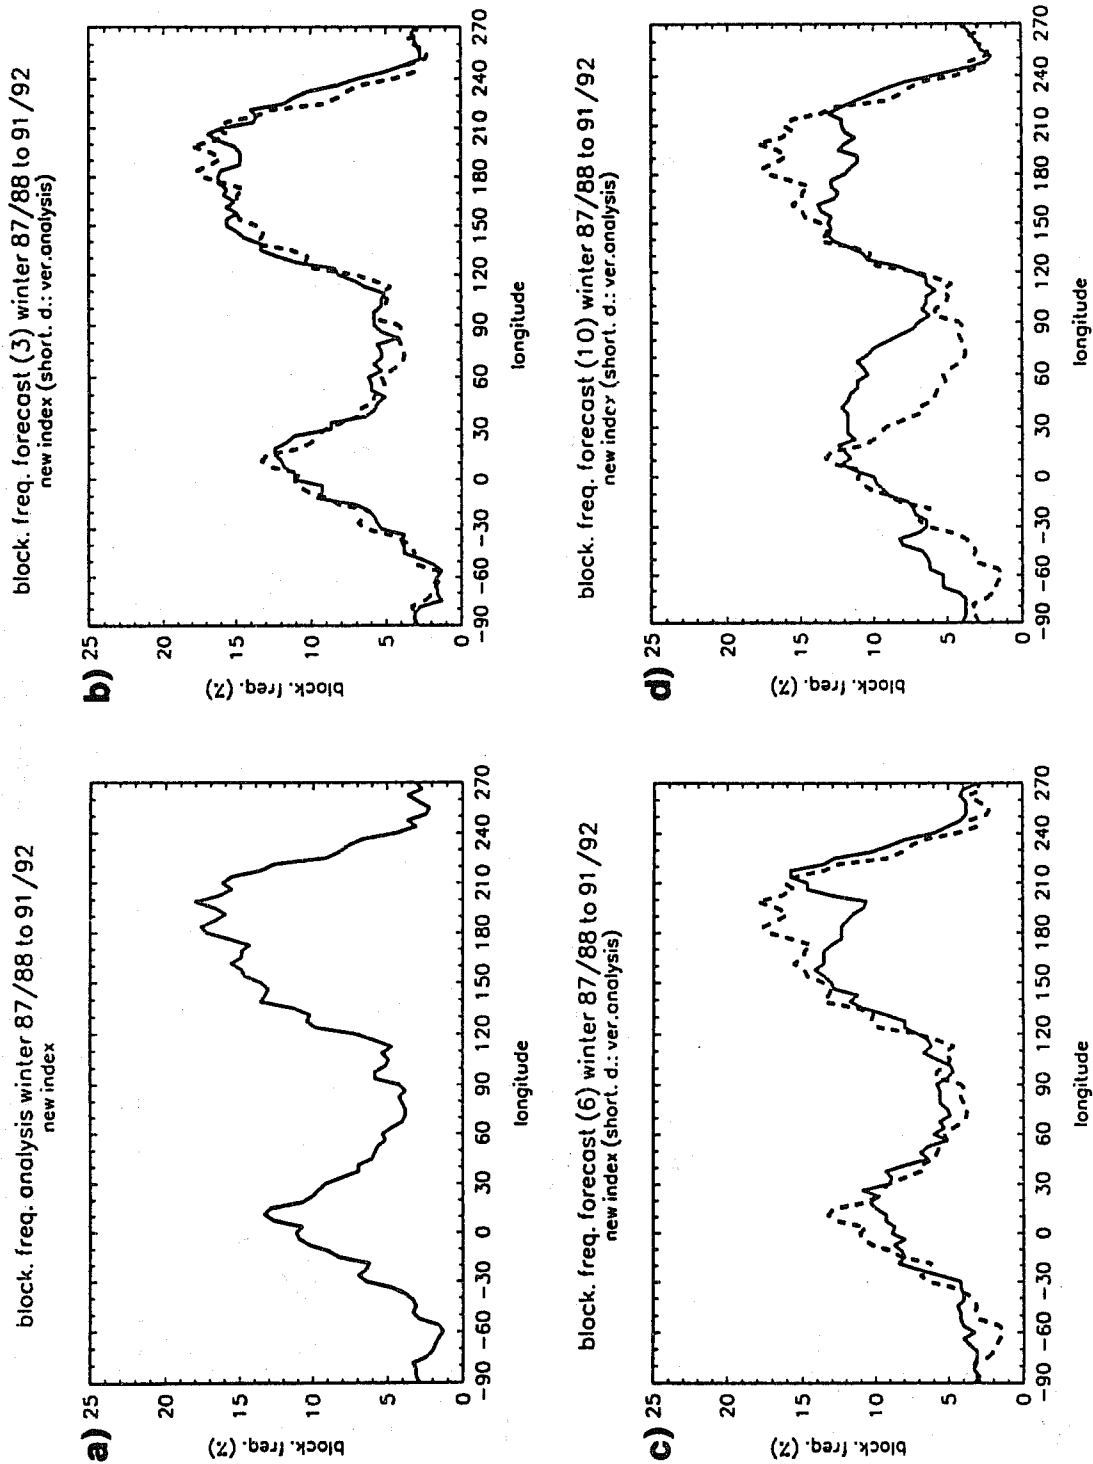 a)
block. freq. analysis winter 87/88 to 91/92
new index
block. freq. (%)
25
20
15
10
5
0
-90 -60 -30 0 30 60 90 120 150 180 210 240 270
longitude
b)
block. freq. forecast (3) winter 87/88 to 91/92
new index (short. d.: ver.analysis)
block. freq. (%)
25
20
15
10
5
0
-90 -60 -30 0 30 60 90 120 150 180 210 240 270
longitude
c)
block. freq. forecast (6) winter 87/88 to 91/92
new index (short. d.: ver.analysis)
block. freq. (%)
25
20
15
10
5
0
-90 -60 -30 0 30 60 90 120 150 180 210 240 270
longitude
d)
block. freq. forecast (10) winter 87/88 to 91/92
new index (short. d.: ver.analysis)
block. freq. (%)
25
20
15
10
5
0
-90 -60 -30 0 30 60 90 120 150 180 210 240 270
longitude